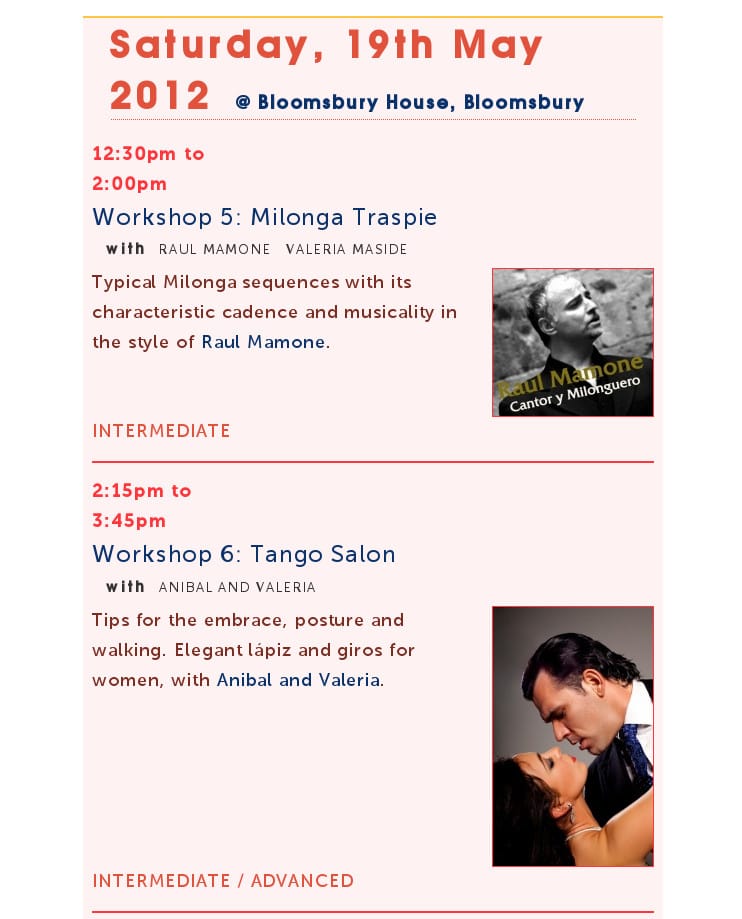 Saturday, 19th May
2012 @ Bloomsbury House, Bloomsbury
12:30pm to
2:00pm
Workshop 5: Milonga Traspie
with RAUL MAMONE VALERIA MASIDE
Typical Milonga sequences with its
characteristic cadence and musicality in
the style of Raul Mamone.
Raul Mamone
Cantor y Milonguero
INTERMEDIATE
2:15pm to
3:45pm
Workshop 6: Tango Salon
with ANIBAL AND VALERIA
Tips for the embrace, posture and
walking. Elegant lápiz and giros for
women, with Anibal and Valeria.
INTERMEDIATE / ADVANCED